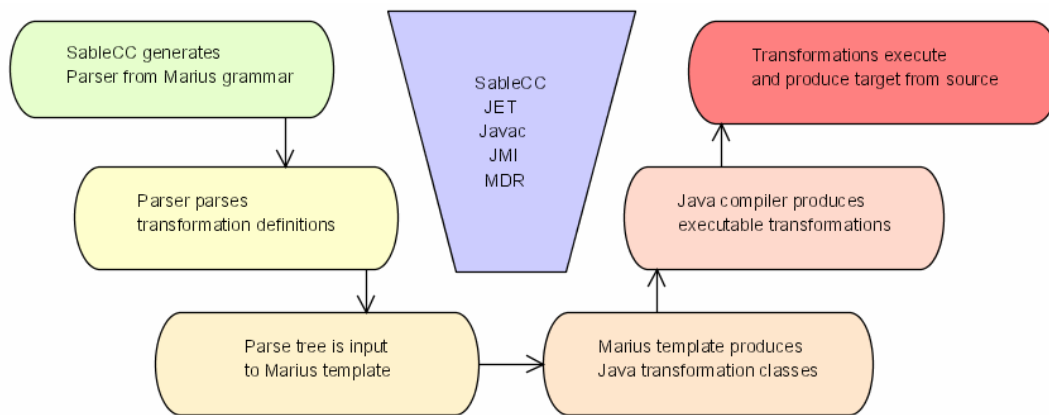 SableCC generates
Parser from Marius grammar
Parser parses
transformation definitions
Parse tree is input
to Marius template
SableCC
JET
Javac
JMI
MDR
Marius template produces
Java transformation classes
Java compiler produces
executable transformations
Transformations execute
and produce target from source